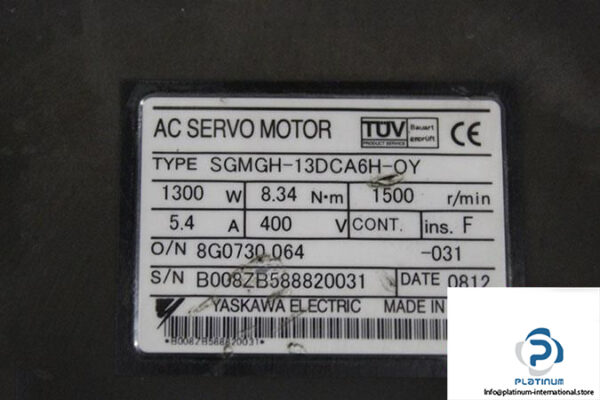 AC SERVO MOTOR
TÜV
PRODUCT SERVICE
Bauart
geprüft
CE
TYPE SGMGH-13DCA6H-OY
1300 W 8.34 N·m 1500 r/min
5.4 A 400 V CONT. ins. F
O/N 8G0730 064 -031
S/N B008ZB588820031 DATE 0812
YASKAWA ELECTRIC MADE IN
*B008ZB588820031*
PLATINUM
Info@platinum-international.store